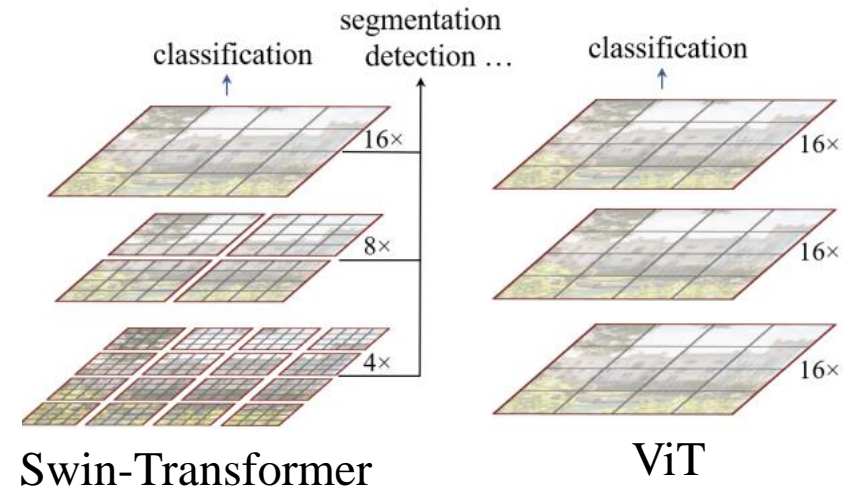 segmentation
detection …
classification
classification
16×
8×
4×
16×
16×
16×
Swin-Transformer
ViT